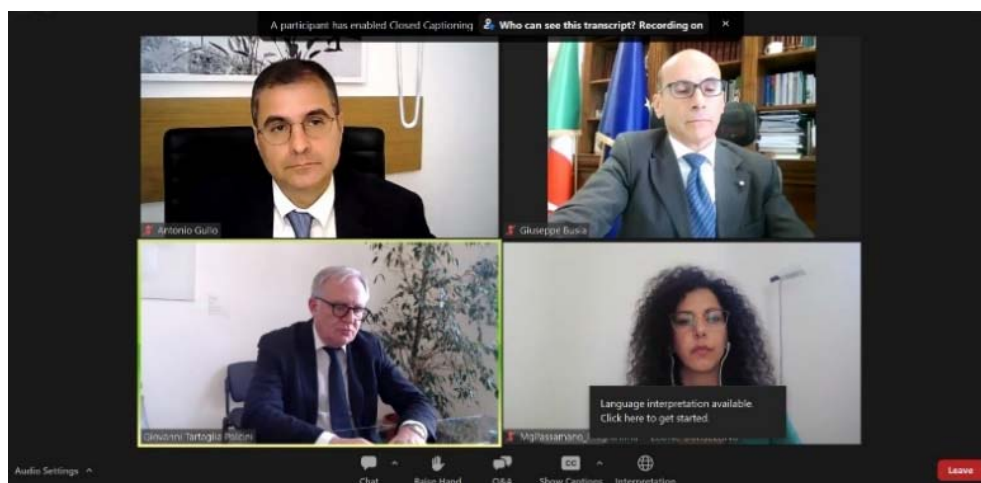 A participant has enabled Closed Captioning
Who can see this transcript? Recording on
Antonio Gullo
Giuseppe Busia
Giovanni Tartaglia Polcini
Language interpretation available.
Click here to get started.
Audio Settings
Chat
Raise Hand
Q&A
CC
Show Captions
Interpretation
Leave